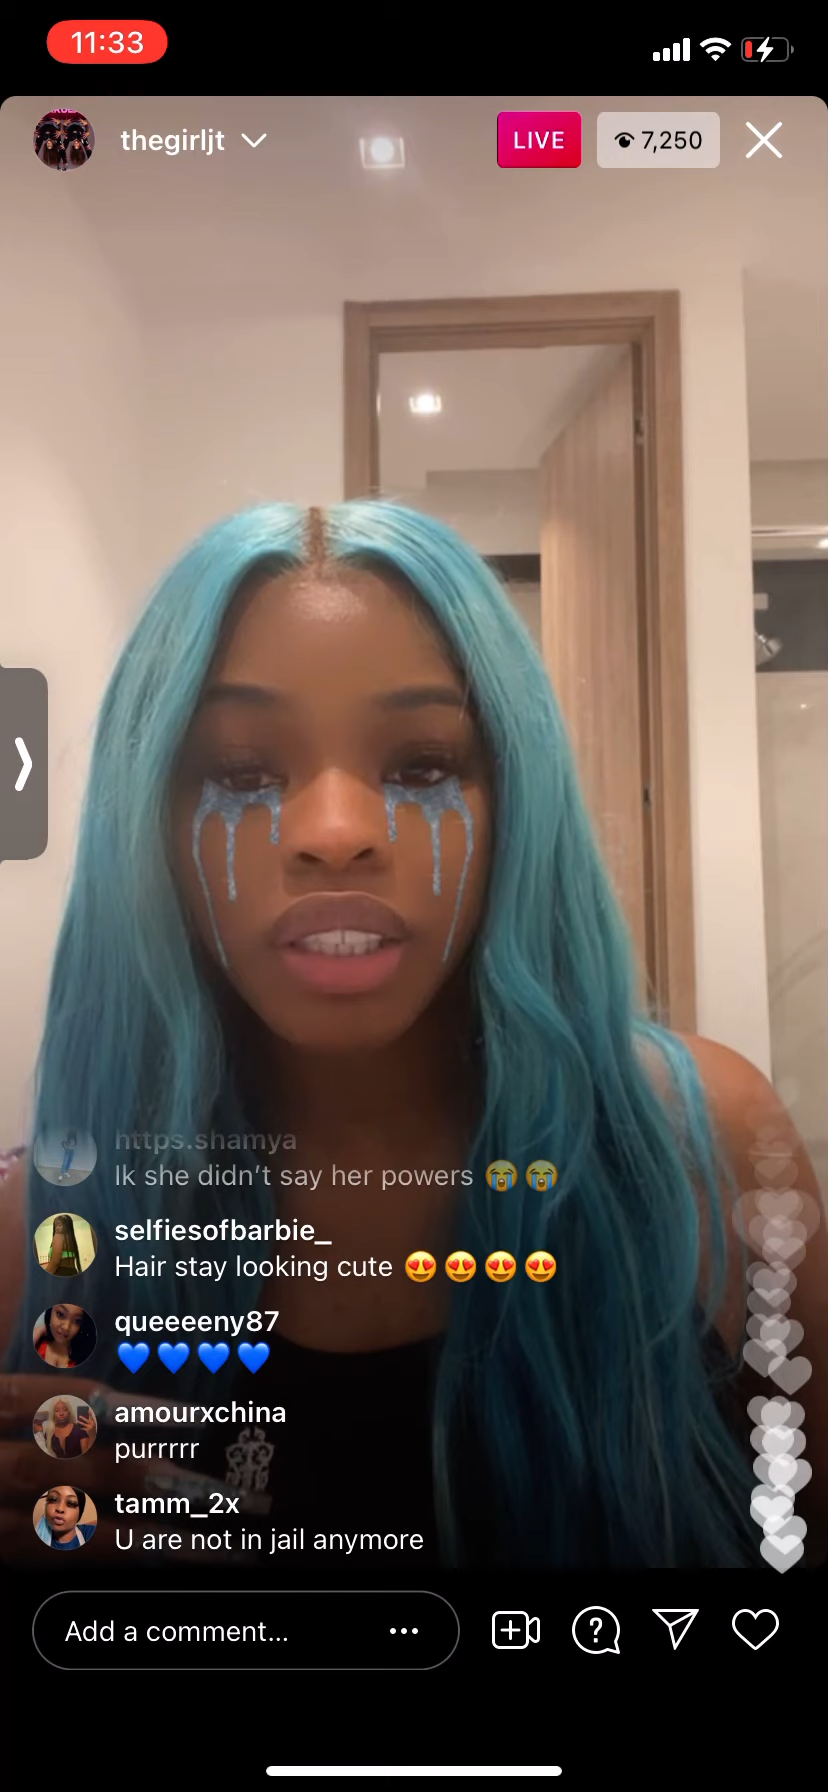 11:33
thegirljt
LIVE
7,250
https.shamya
Ik she didn’t say her powers 😭😭
selfiesofbarbie_
Hair stay looking cute 😍😍😍😍
queeeeny87
💙💙💙💙
amourxchina
purrrrr
tamm_2x
U are not in jail anymore
Add a comment...